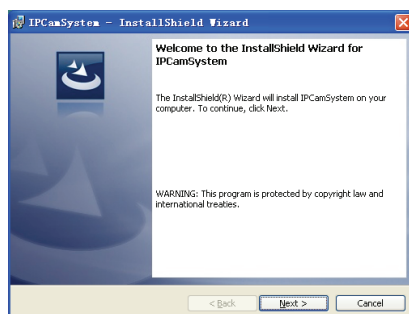 IPCamSystem - InstallShield Wizard
Welcome to the InstallShield Wizard for
IPCamSystem
The InstallShield(R) Wizard will install IPCamSystem on your
computer. To continue, click Next.
WARNING: This program is protected by copyright law and
international treaties.
< Back Next > Cancel